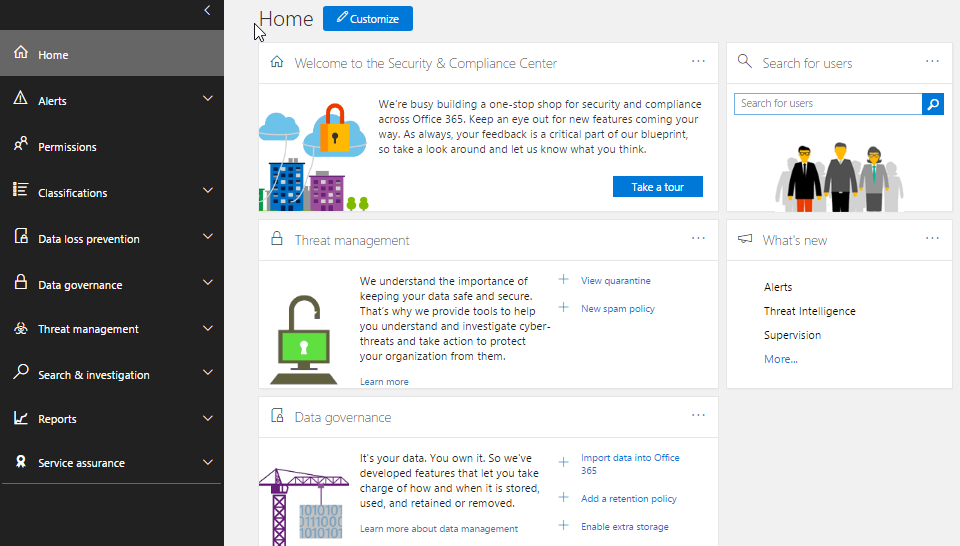 Home
Customize
Home
Alerts
Permissions
Classifications
Data loss prevention
Data governance
Threat management
Search & investigation
Reports
Service assurance
Welcome to the Security & Compliance Center
We're busy building a one-stop shop for security and compliance
across Office 365. Keep an eye out for new features coming your
way. As always, your feedback is a critical part of our blueprint,
so take a look around and let us know what you think.
Take a tour
Search for users
Search for users
Threat management
We understand the importance of
keeping your data safe and secure.
That's why we provide tools to help
you understand and investigate cyber-
threats and take action to protect
your organization from them.
Learn more
View quarantine
New spam policy
What's new
Alerts
Threat Intelligence
Supervision
More...
Data governance
It's your data. You own it. So we've
developed features that let you take
charge of how and when it is stored,
used, and retained or removed.
Learn more about data management
Import data into Office
365
Add a retention policy
Enable extra storage
010101
011100
010101